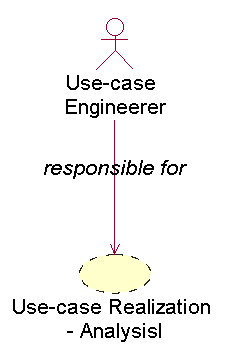 Use-case
Engineerer
responsible for
Use-case Realization
- Analysisl